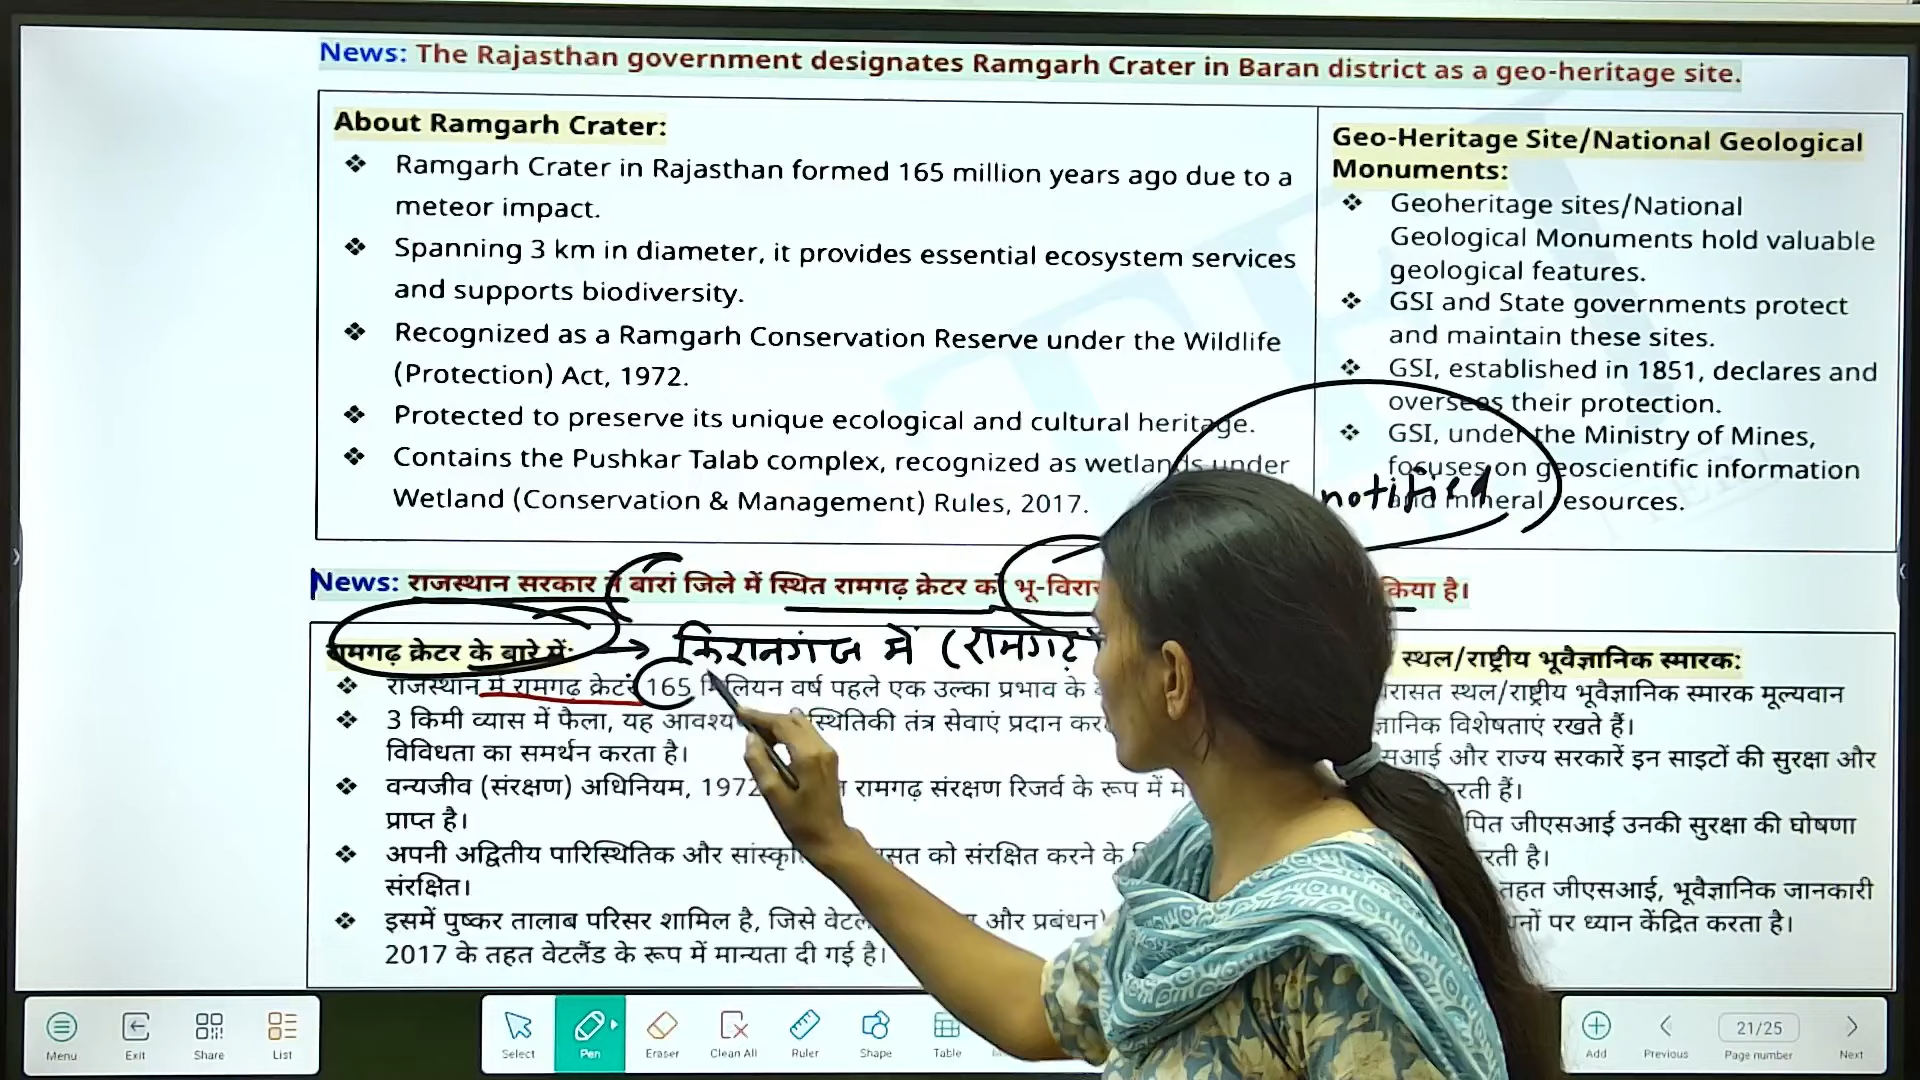 News: The Rajasthan government designates Ramgarh Crater in Baran district as a geo-heritage site.
About Ramgarh Crater:
❖ Ramgarh Crater in Rajasthan formed 165 million years ago due to a
meteor impact.
❖ Spanning 3 km in diameter, it provides essential ecosystem services
and supports biodiversity.
❖ Recognized as a Ramgarh Conservation Reserve under the Wildlife
(Protection) Act, 1972.
❖ Protected to preserve its unique ecological and cultural heritage.
❖ Contains the Pushkar Talab complex, recognized as wetlands under
Wetland (Conservation & Management) Rules, 2017.
Geo-Heritage Site/National Geological
Monuments:
❖ Geoheritage sites/National
Geological Monuments hold valuable
geological features.
❖ GSI and State governments protect
and maintain these sites.
❖ GSI, established in 1851, declares and
oversees their protection.
❖ GSI, under the Ministry of Mines,
focuses on geoscientific information
and mineral resources.
notified
News: राजस्थान सरकार ने बारां जिले में स्थित रामगढ़ क्रेटर को किया है।
रामगढ़ क्रेटर के बारे में:
→ किशनगंज में (रामगढ़
❖ राजस्थान में रामगढ़ क्रेटर 165 मिलियन वर्ष पहले एक उल्का प्रभाव के
❖ 3 किमी व्यास में फैला, यह तंत्र सेवाएं प्रदान
विविधता का समर्थन करता है।
❖ वन्यजीव (संरक्षण) अधिनियम, 1972 रामगढ़ संरक्षण रिजर्व के रूप में
प्राप्त है।
❖ अपनी अद्वितीय पारिस्थितिक और को संरक्षित करने के
संरक्षित।
❖ इसमें पुष्कर तालाब परिसर शामिल है, जिसे और प्रबंधन)
2017 के तहत वेटलैंड के रूप में मान्यता दी गई है।
स्थल/राष्ट्रीय भूवैज्ञानिक स्मारक:
स्थल/राष्ट्रीय भूवैज्ञानिक स्मारक मूल्यवान
विशेषताएं रखते हैं।
और राज्य सरकारें इन साइटों की सुरक्षा और
हैं।
जीएसआई उनकी सुरक्षा की घोषणा
है।
तहत जीएसआई, भूवैज्ञानिक जानकारी
पर ध्यान केंद्रित करता है।
Menu Exit Share List Select Pen Eraser Clean All Ruler Shape Table Add Previous 21/25 Page number Next